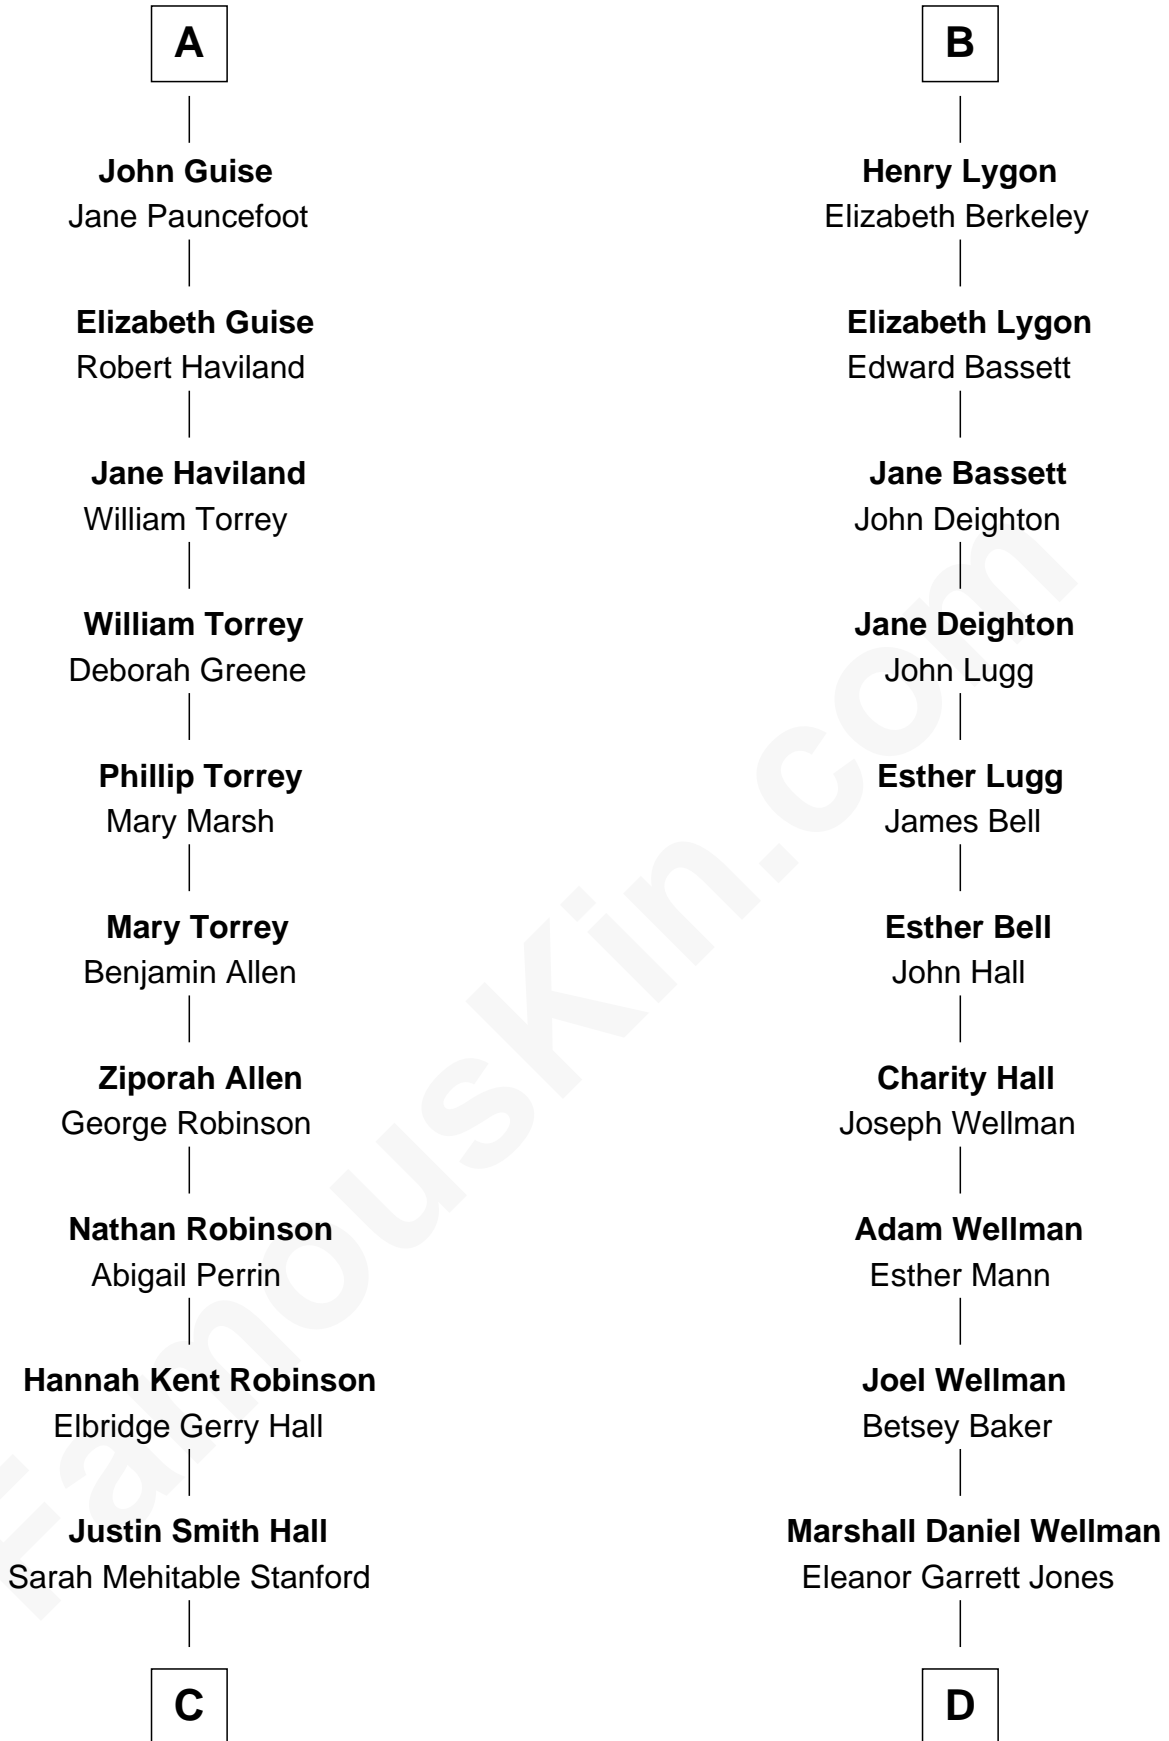 A
John Guise
Jane Pauncefoot
Elizabeth Guise
Robert Haviland
Jane Haviland
William Torrey
William Torrey
Deborah Greene
Phillip Torrey
Mary Marsh
Mary Torrey
Benjamin Allen
Ziporah Allen
George Robinson
Nathan Robinson
Abigail Perrin
Hannah Kent Robinson
Elbridge Gerry Hall
Justin Smith Hall
Sarah Mehitable Stanford
C
B
Henry Lygon
Elizabeth Berkeley
Elizabeth Lygon
Edward Bassett
Jane Bassett
John Deighton
Jane Deighton
John Lugg
Esther Lugg
James Bell
Esther Bell
John Hall
Charity Hall
Joseph Wellman
Adam Wellman
Esther Mann
Joel Wellman
Betsey Baker
Marshall Daniel Wellman
Eleanor Garrett Jones
D
FamousKin.com